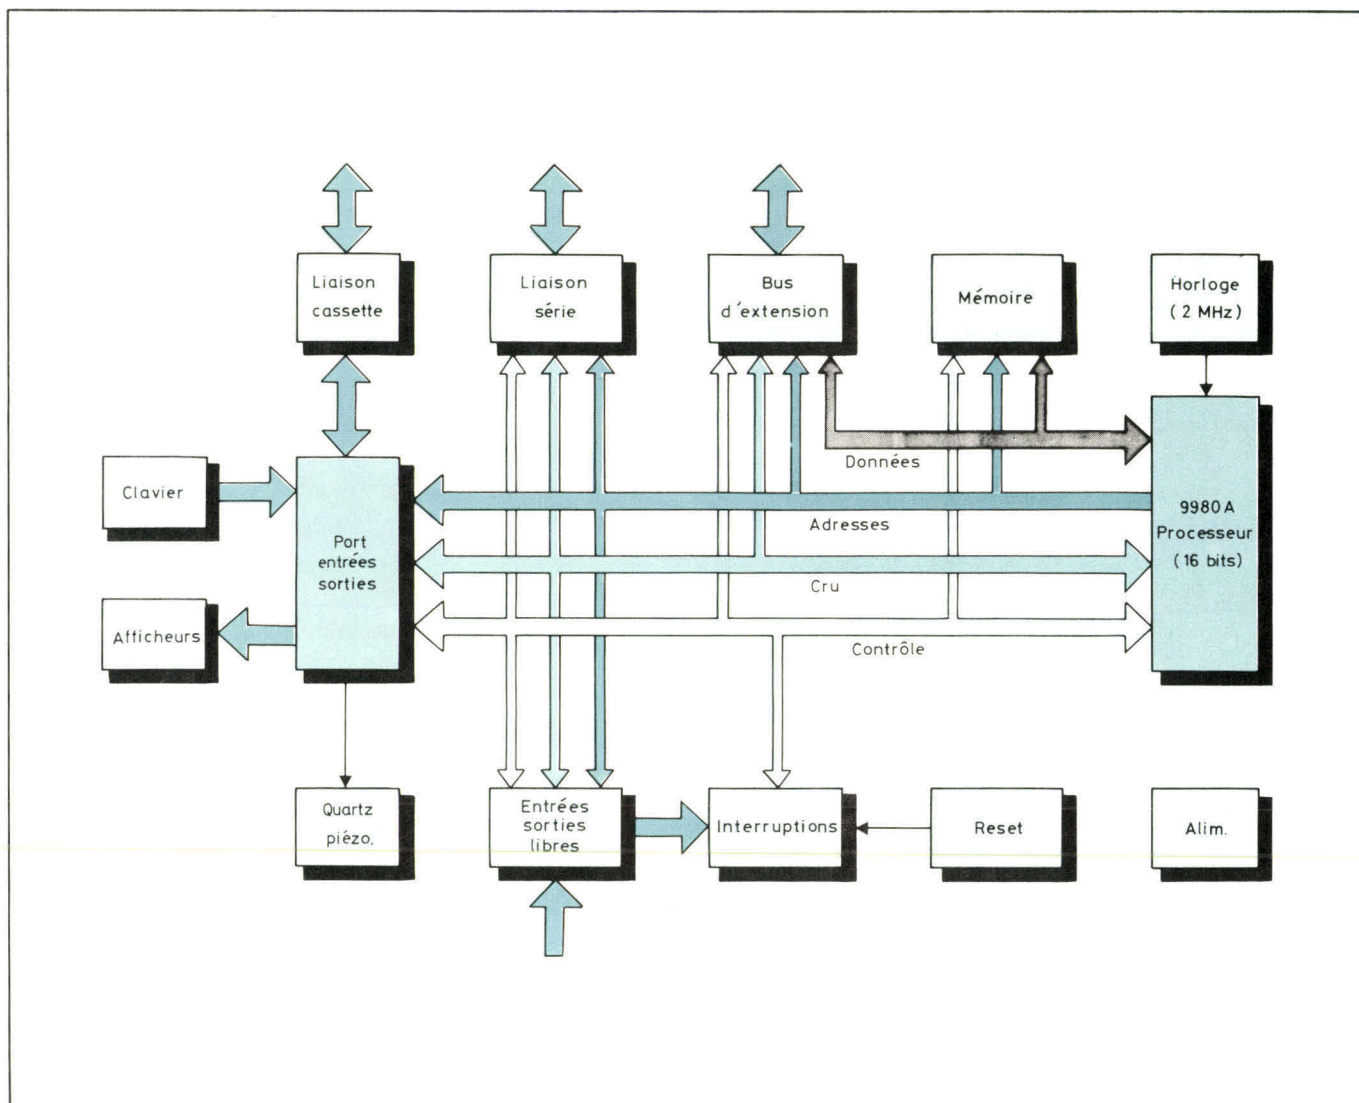 Liaison
cassette
Liaison
série
Bus
d'extension
Mémoire
Horloge
( 2 MHz )
Données
Clavier
Adresses
9980 A
Processeur
( 16 bits )
Port
entrées
sorties
Cru
Afficheurs
Contrôle
Quartz
piézo.
Entrées
sorties
libres
Interruptions
Reset
Alim.